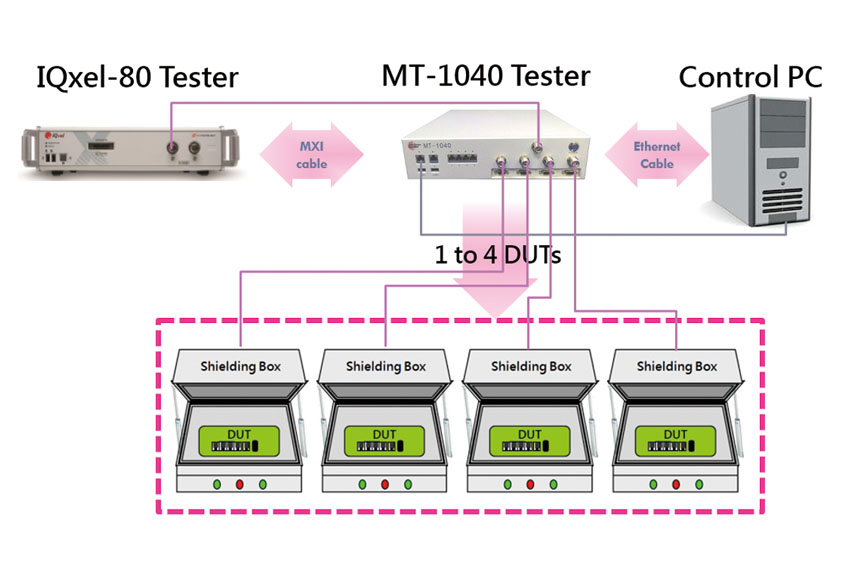 IQxel-80 Tester
MT-1040 Tester
Control PC
MXI
cable
Ethernet
Cable
IQxel
MT-1040
1 to 4 DUTs
Shielding Box
Shielding Box
Shielding Box
Shielding Box
DUT
DUT
DUT
DUT